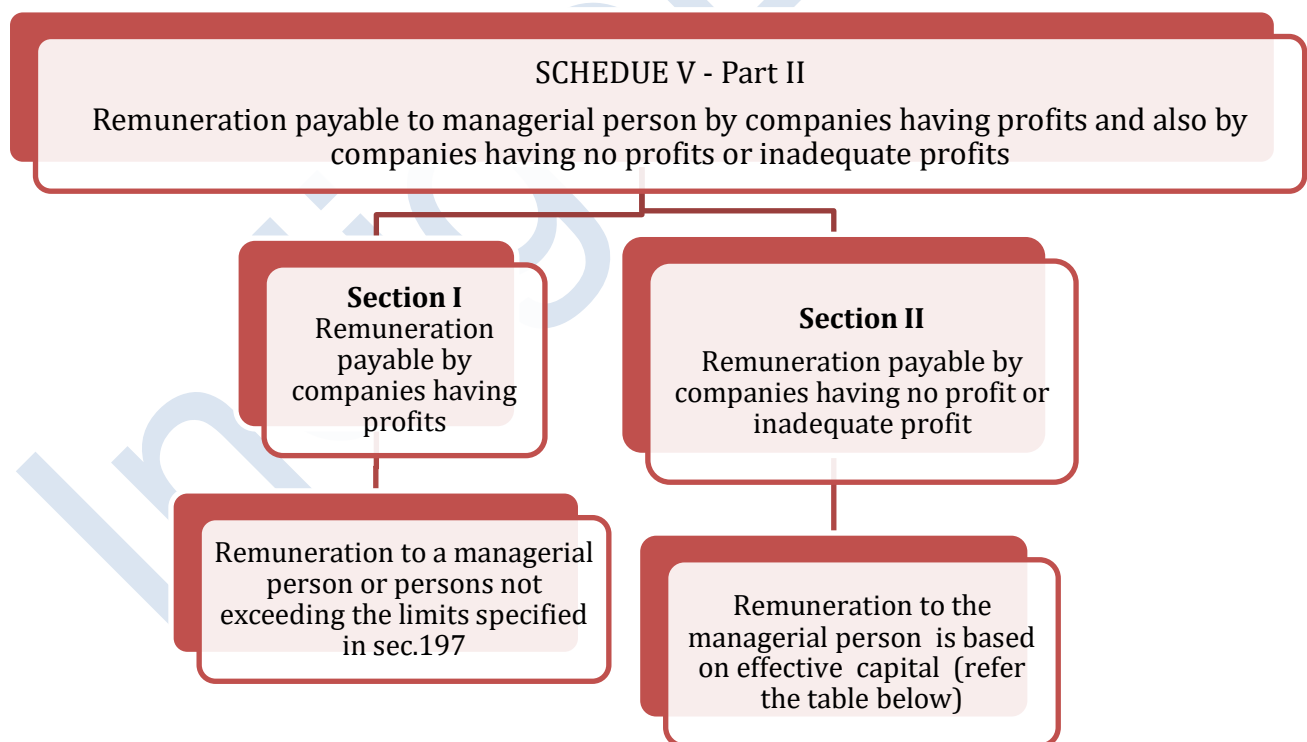 SCHEDUE V - Part II
Remuneration payable to managerial person by companies having profits and also by
companies having no profits or inadequate profits
Section I
Remuneration
payable by
companies having
profits
Section II
Remuneration payable by
companies having no profit or
inadequate profit
Remuneration to a managerial
person or persons not
exceeding the limits specified
in sec.197
Remuneration to the
managerial person is based
on effective capital (refer
the table below)